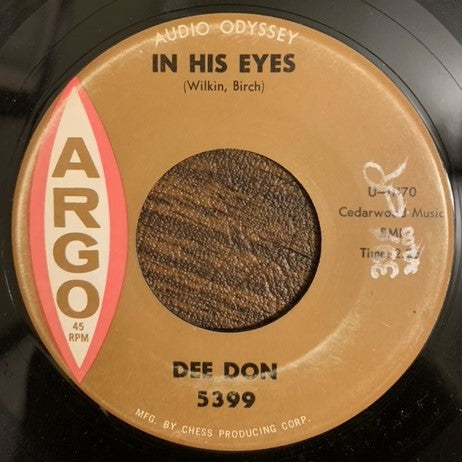 AUDIO ODYSSEY
IN HIS EYES
(Wilkin, Birch)
ARGO
45
RPM
Cedarwood Music
BMI
DEE DON
5399
MFG. BY CHESS PRODUCING CORP.